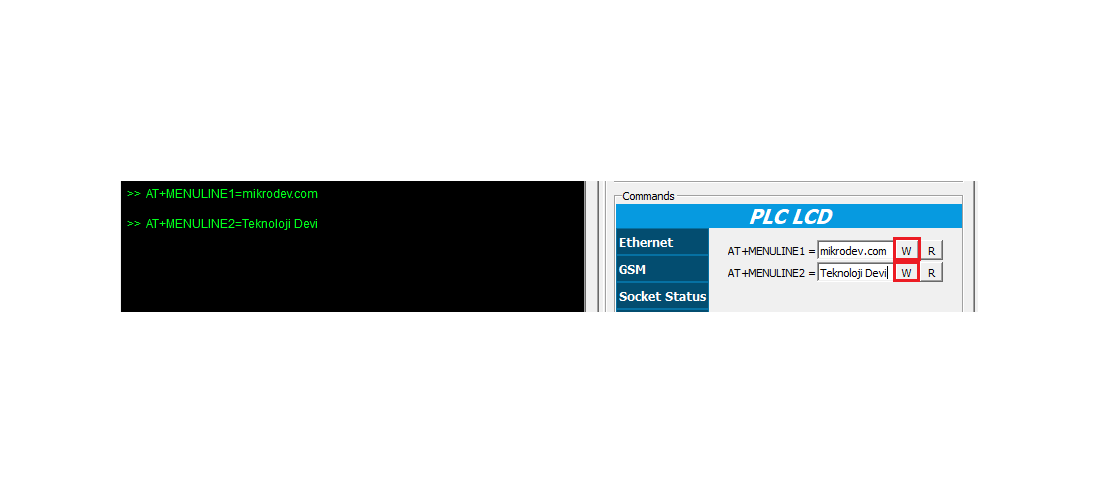 >> AT+MENULINE1=mikrodev.com
>> AT+MENULINE2=Teknoloji Devi
Commands
PLC LCD
Ethernet
GSM
Socket Status
AT+MENULINE1 = mikrodev.com W R
AT+MENULINE2 = Teknoloji Devi W R